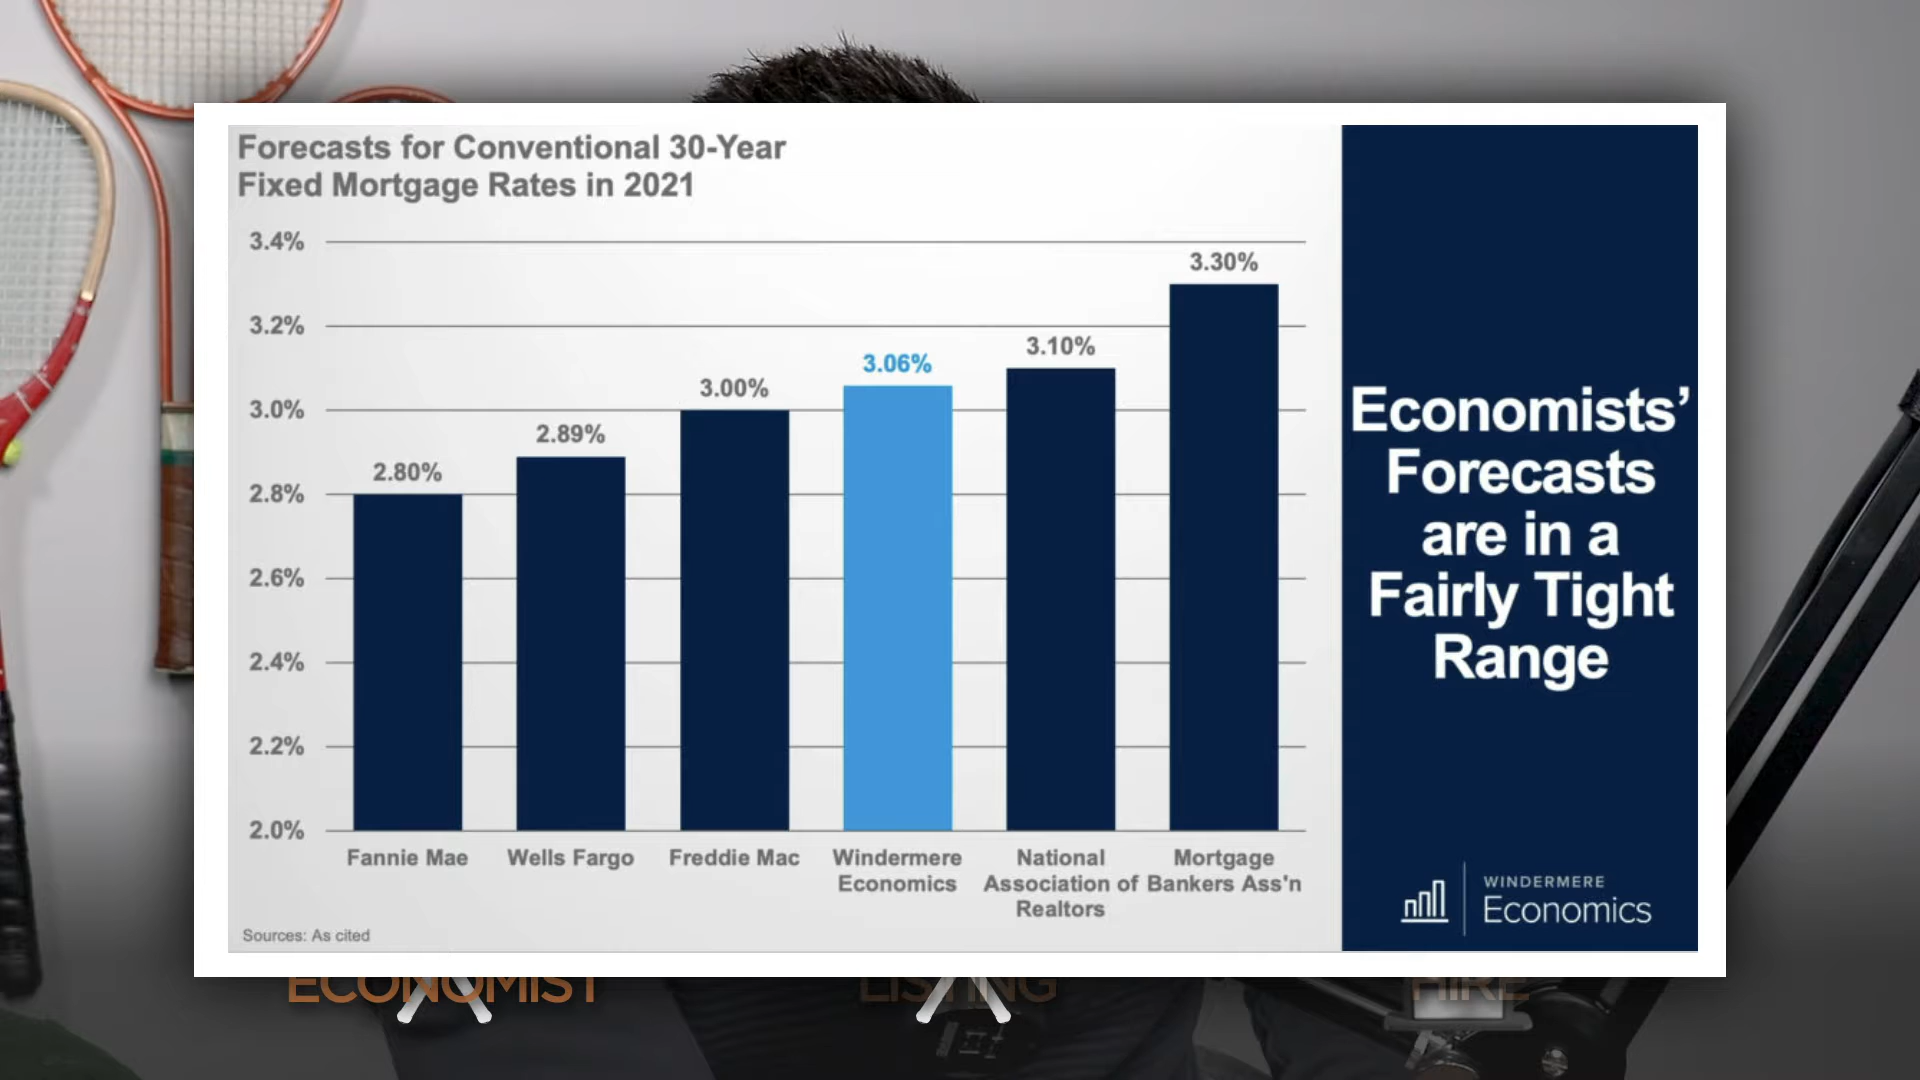 Forecasts for Conventional 30-Year
Fixed Mortgage Rates in 2021
3.4%
3.2%
3.0%
2.8%
2.6%
2.4%
2.2%
2.0%
2.80%
2.89%
3.00%
3.06%
3.10%
3.30%
Fannie Mae
Wells Fargo
Freddie Mac
Windermere
Economics
National
Association of
Realtors
Mortgage
Bankers Ass'n
Sources: As cited
Economists’
Forecasts
are in a
Fairly Tight
Range
WINDERMERE
Economics
ECONOMIST
LISTING
HIRE